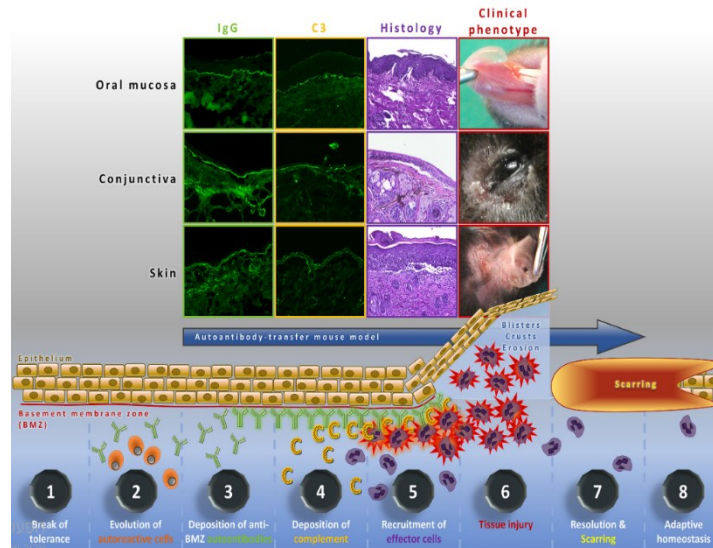 IgG
C3
Histology
Clinical
phenotype
Oral mucosa
Conjunctiva
Skin
Autoantibody-transfer mouse model
Blisters
Crusts
Erosion
Epithelium
Basement membrane zone
(BMZ)
Scarring
1
2
3
4
5
6
7
8
Break of
tolerance
Evolution of
autoreactive cells
Deposition of anti-
BMZ autoantibodies
Deposition of
complement
Recruitment of
effector cells
Tissue injury
Resolution &
Scarring
Adaptive
homeostasis